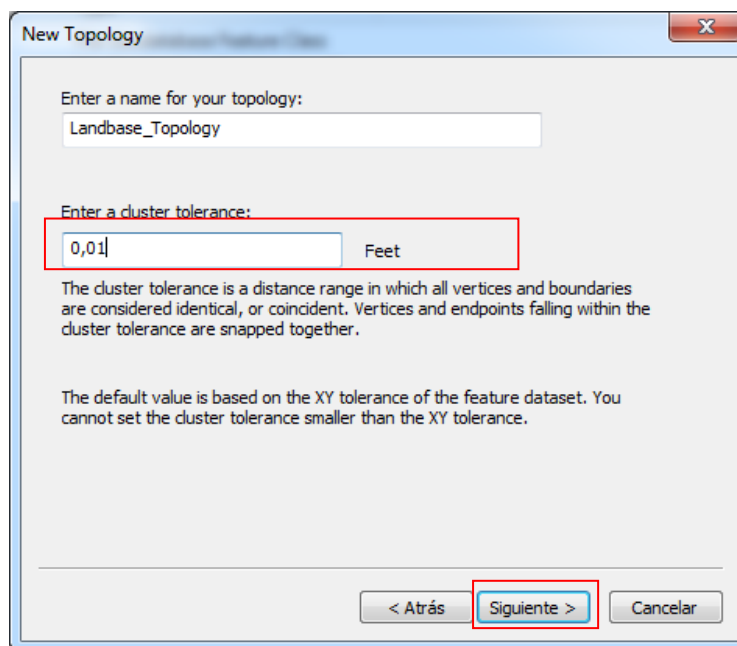 New Topology
Enter a name for your topology:
Landbase_Topology
Enter a cluster tolerance:
0,01
Feet
The cluster tolerance is a distance range in which all vertices and boundaries
are considered identical, or coincident. Vertices and endpoints falling within the
cluster tolerance are snapped together.
The default value is based on the XY tolerance of the feature dataset. You
cannot set the cluster tolerance smaller than the XY tolerance.
< Atrás
Siguiente >
Cancelar